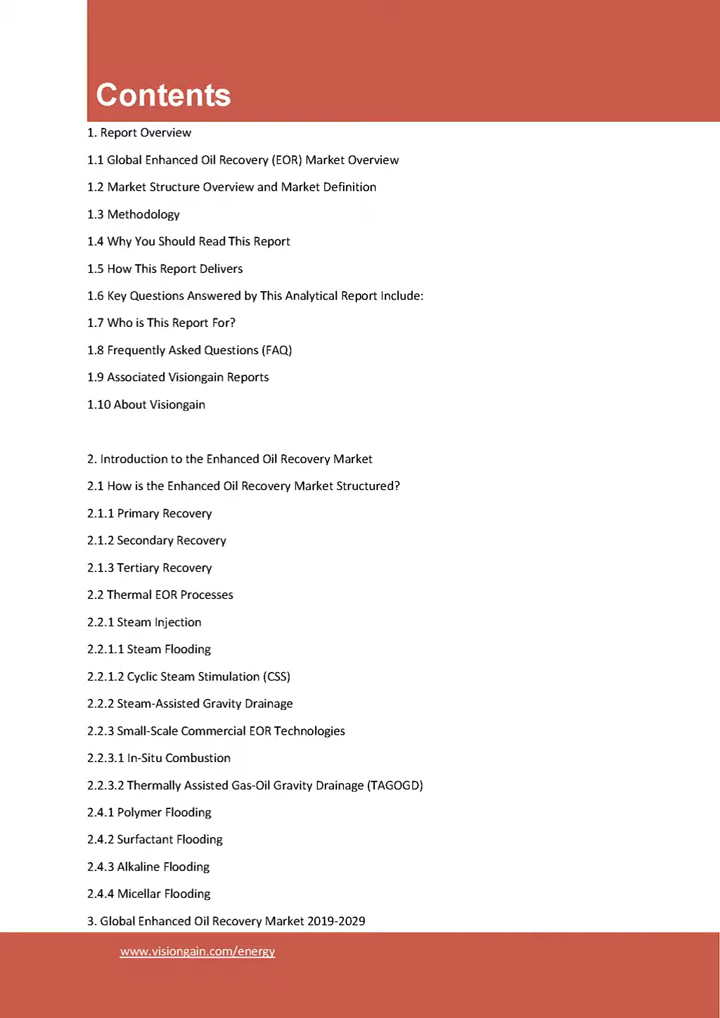 Contents
1. Report Overview
1.1 Global Enhanced Oil Recovery (EOR) Market Overview
1.2 Market Structure Overview and Market Definition
1.3 Methodology
1.4 Why You Should Read This Report
1.5 How This Report Delivers
1.6 Key Questions Answered by This Analytical Report Include:
1.7 Who is This Report For?
1.8 Frequently Asked Questions (FAQ)
1.9 Associated Visiongain Reports
1.10 About Visiongain
2. Introduction to the Enhanced Oil Recovery Market
2.1 How is the Enhanced Oil Recovery Market Structured?
2.1.1 Primary Recovery
2.1.2 Secondary Recovery
2.1.3 Tertiary Recovery
2.2 Thermal EOR Processes
2.2.1 Steam Injection
2.2.1.1 Steam Flooding
2.2.1.2 Cyclic Steam Stimulation (CSS)
2.2.2 Steam-Assisted Gravity Drainage
2.2.3 Small-Scale Commercial EOR Technologies
2.2.3.1 In-Situ Combustion
2.2.3.2 Thermally Assisted Gas-Oil Gravity Drainage (TAGOGD)
2.4.1 Polymer Flooding
2.4.2 Surfactant Flooding
2.4.3 Alkaline Flooding
2.4.4 Micellar Flooding
3. Global Enhanced Oil Recovery Market 2019-2029
www.visiongain.com/energy